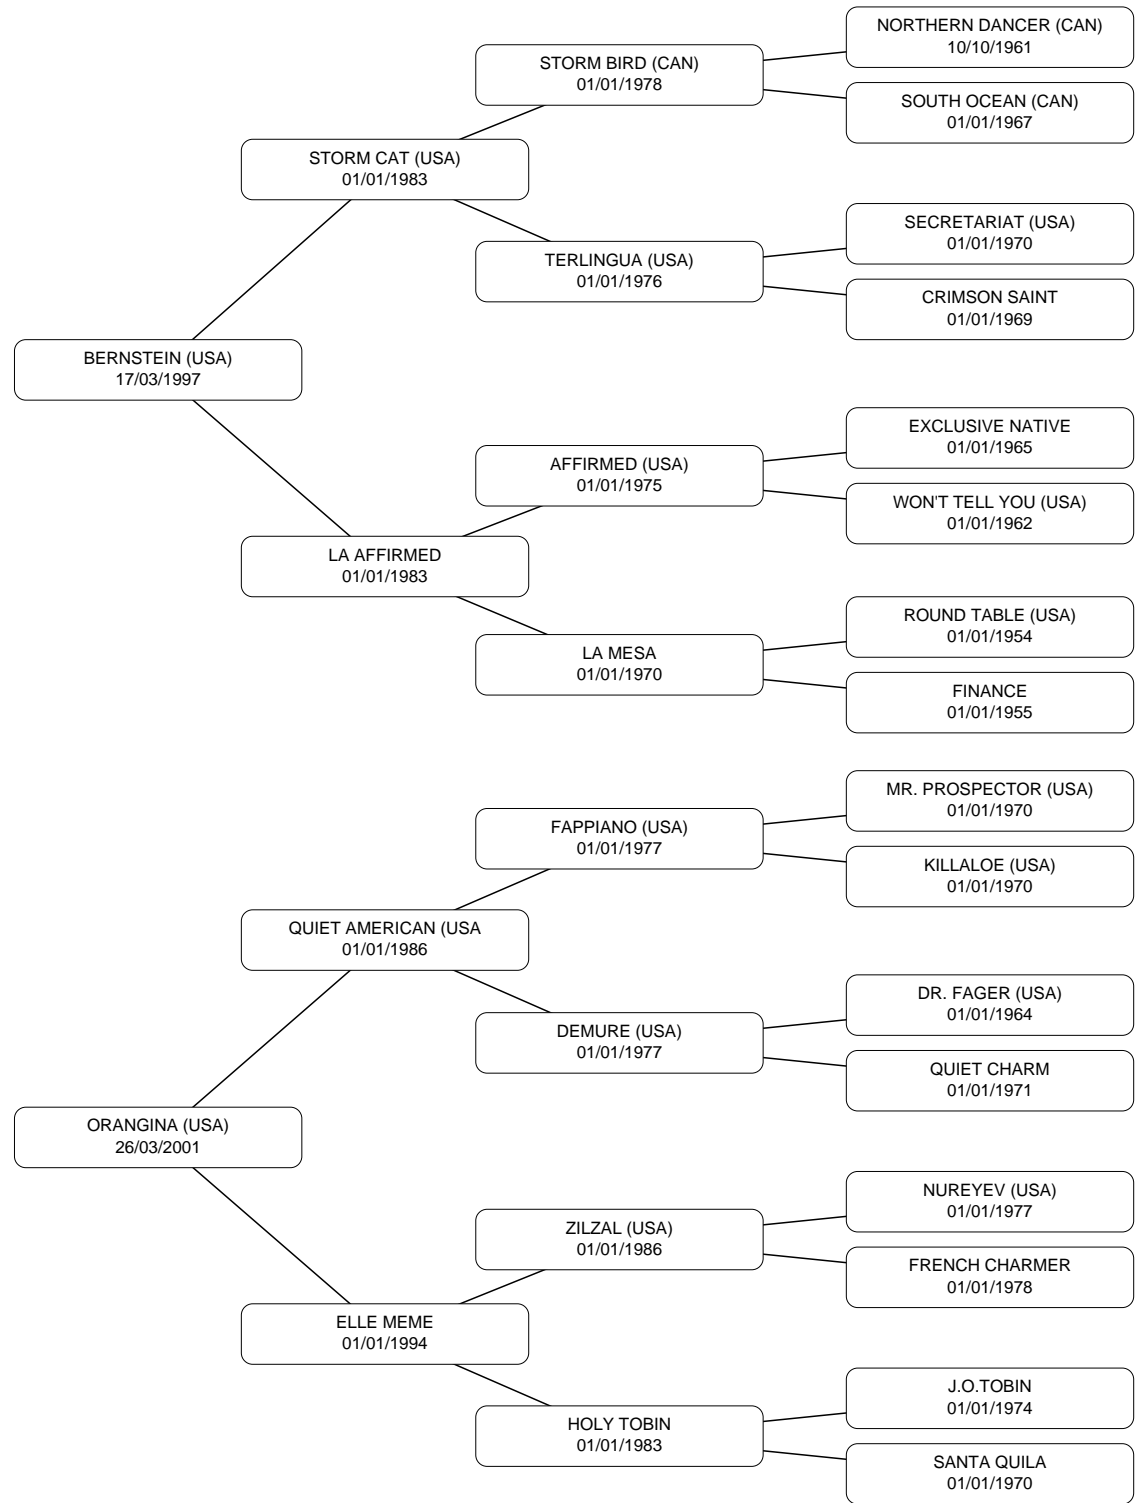 NORTHERN DANCER (CAN)
10/10/1961
STORM BIRD (CAN)
01/01/1978
SOUTH OCEAN (CAN)
01/01/1967
STORM CAT (USA)
01/01/1983
SECRETARIAT (USA)
01/01/1970
TERLINGUA (USA)
01/01/1976
CRIMSON SAINT
01/01/1969
BERNSTEIN (USA)
17/03/1997
EXCLUSIVE NATIVE
01/01/1965
AFFIRMED (USA)
01/01/1975
WON'T TELL YOU (USA)
01/01/1962
LA AFFIRMED
01/01/1983
ROUND TABLE (USA)
01/01/1954
LA MESA
01/01/1970
FINANCE
01/01/1955
MR. PROSPECTOR (USA)
01/01/1970
FAPPIANO (USA)
01/01/1977
KILLALOE (USA)
01/01/1970
QUIET AMERICAN (USA
01/01/1986
DR. FAGER (USA)
01/01/1964
DEMURE (USA)
01/01/1977
QUIET CHARM
01/01/1971
ORANGINA (USA)
26/03/2001
NUREYEV (USA)
01/01/1977
ZILZAL (USA)
01/01/1986
FRENCH CHARMER
01/01/1978
ELLE MEME
01/01/1994
J.O.TOBIN
01/01/1974
HOLY TOBIN
01/01/1983
SANTA QUILA
01/01/1970